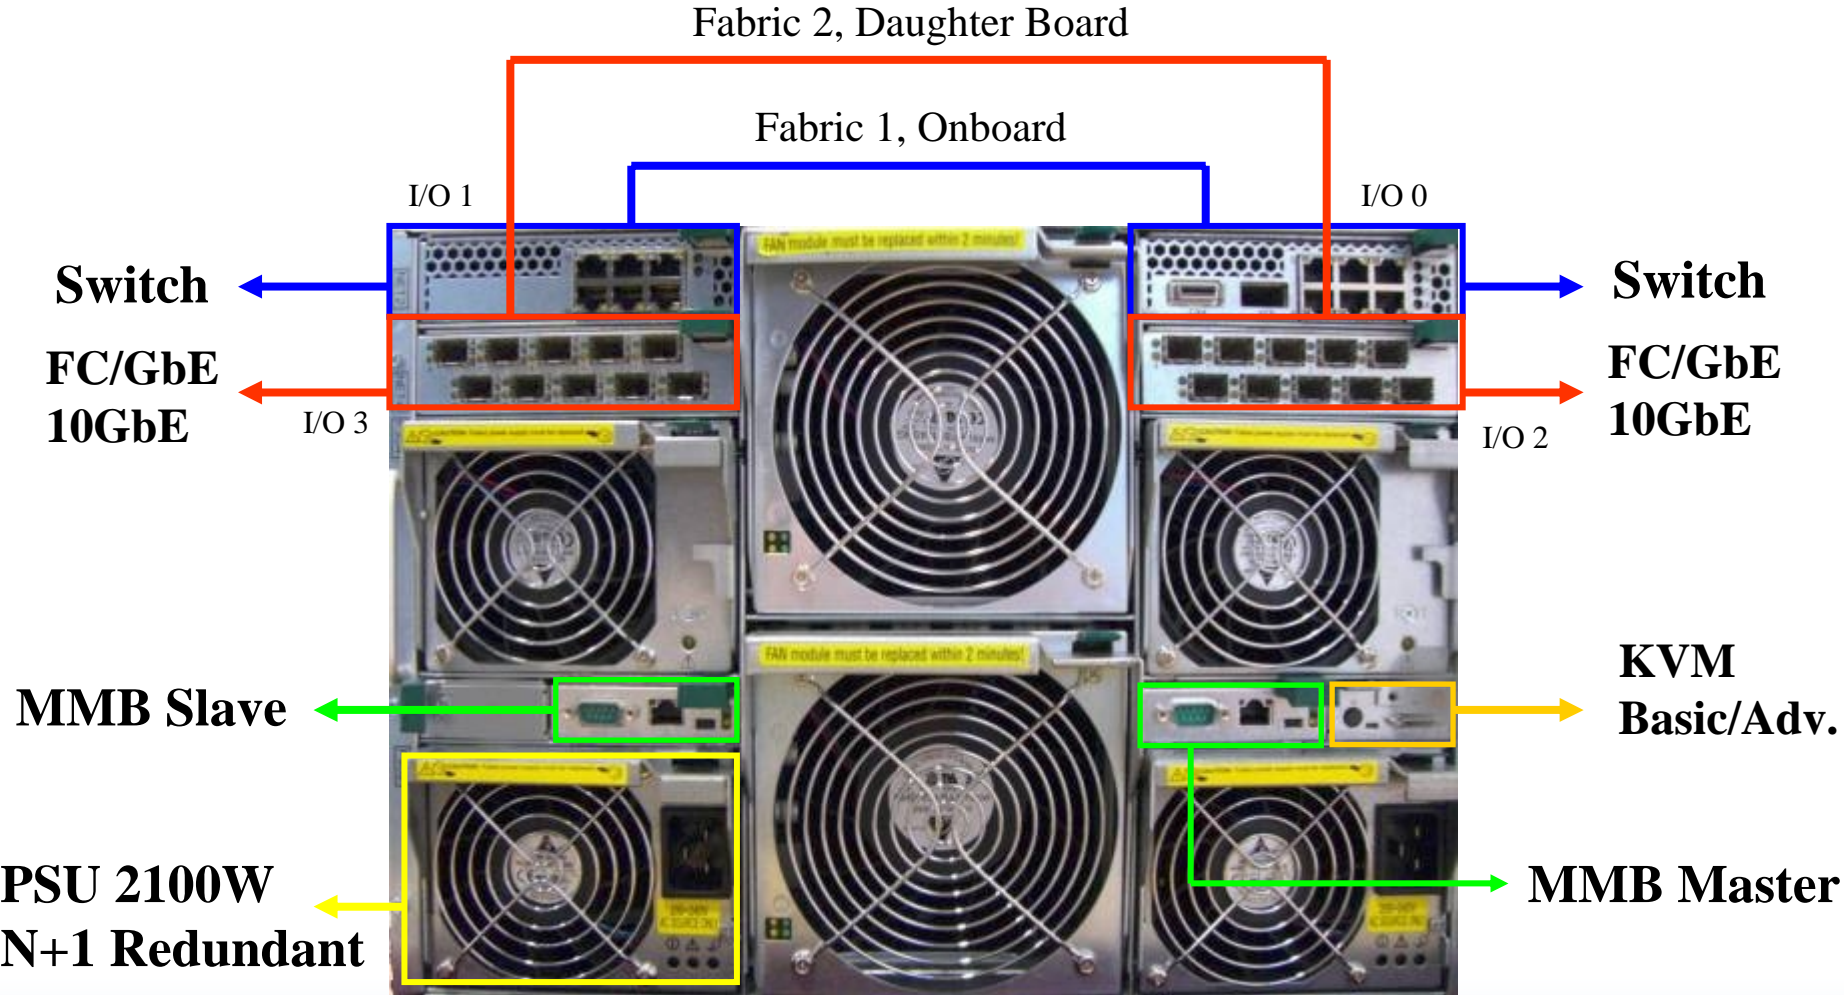 Fabric 2, Daughter Board
Fabric 1, Onboard
I/O 1
I/O 0
FAN module must be replaced within 2 minutes!
Switch
Switch
FC/GbE
10GbE
FC/GbE
10GbE
I/O 3
I/O 2
FAN module must be replaced within 2 minutes!
KVM
Basic/Adv.
MMB Slave
PSU 2100W
N+1 Redundant
MMB Master